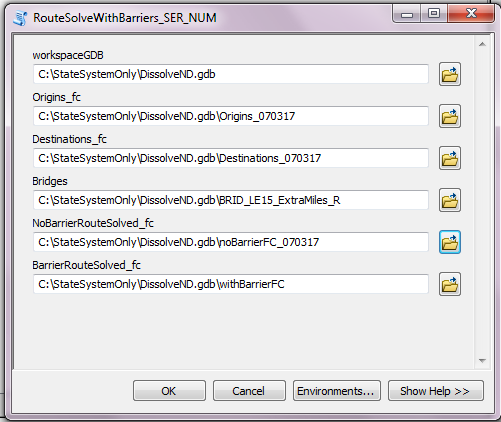 RouteSolveWithBarriers_SER_NUM
workspaceGDB
C:\StateSystemOnly\DissolveND.gdb
Origins_fc
C:\StateSystemOnly\DissolveND.gdb\Origins_070317
Destinations_fc
C:\StateSystemOnly\DissolveND.gdb\Destinations_070317
Bridges
C:\StateSystemOnly\DissolveND.gdb\BRID_LE15_ExtraMiles_R
NoBarrierRouteSolved_fc
C:\StateSystemOnly\DissolveND.gdb\noBarrierFC_070317
BarrierRouteSolved_fc
C:\StateSystemOnly\DissolveND.gdb\withBarrierFC
OK Cancel Environments... Show Help >>